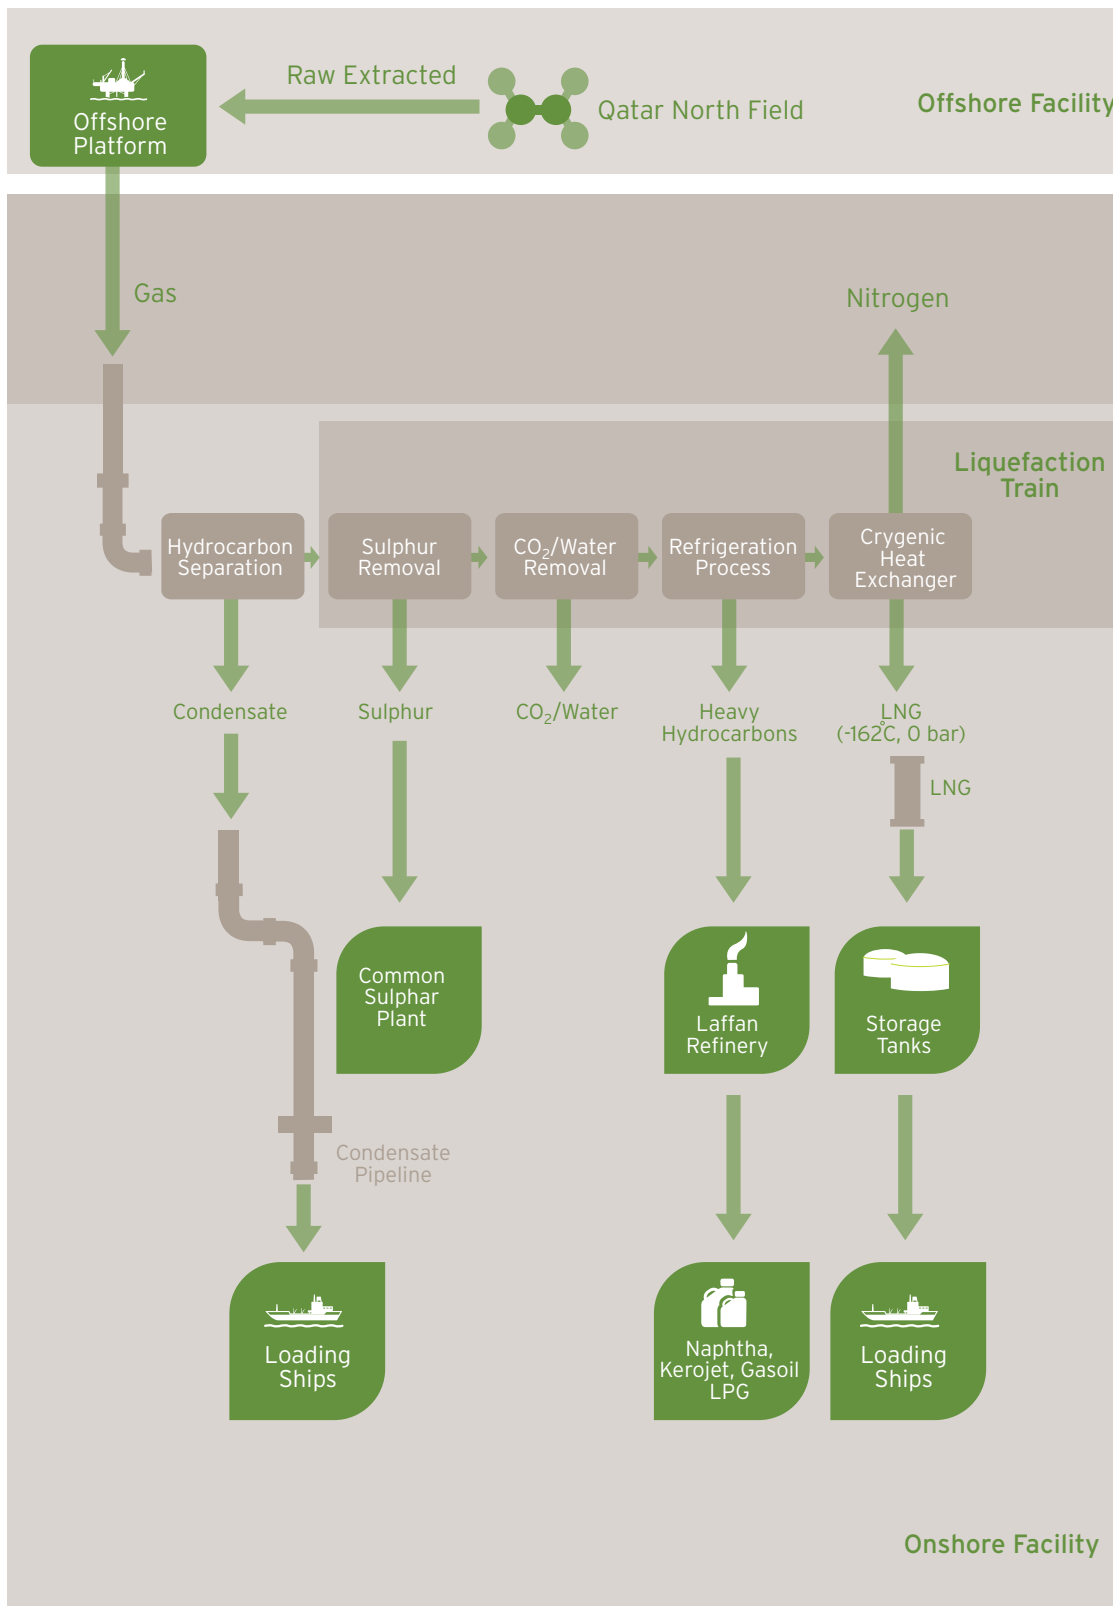 Raw Extracted
Qatar North Field
Offshore Facility
Offshore
Platform
Gas
Nitrogen
Liquefaction
Train
Hydrocarbon
Separation
Sulphur
Removal
CO₂/Water
Removal
Refrigeration
Process
Crygenic
Heat
Exchanger
Condensate
Sulphur
CO₂/Water
Heavy
Hydrocarbons
LNG
(-162°C, 0 bar)
LNG
Common
Sulphar
Plant
Laffan
Refinery
Storage
Tanks
Condensate
Pipeline
Loading
Ships
Naphtha,
Kerojet, Gasoil
LPG
Loading
Ships
Onshore Facility